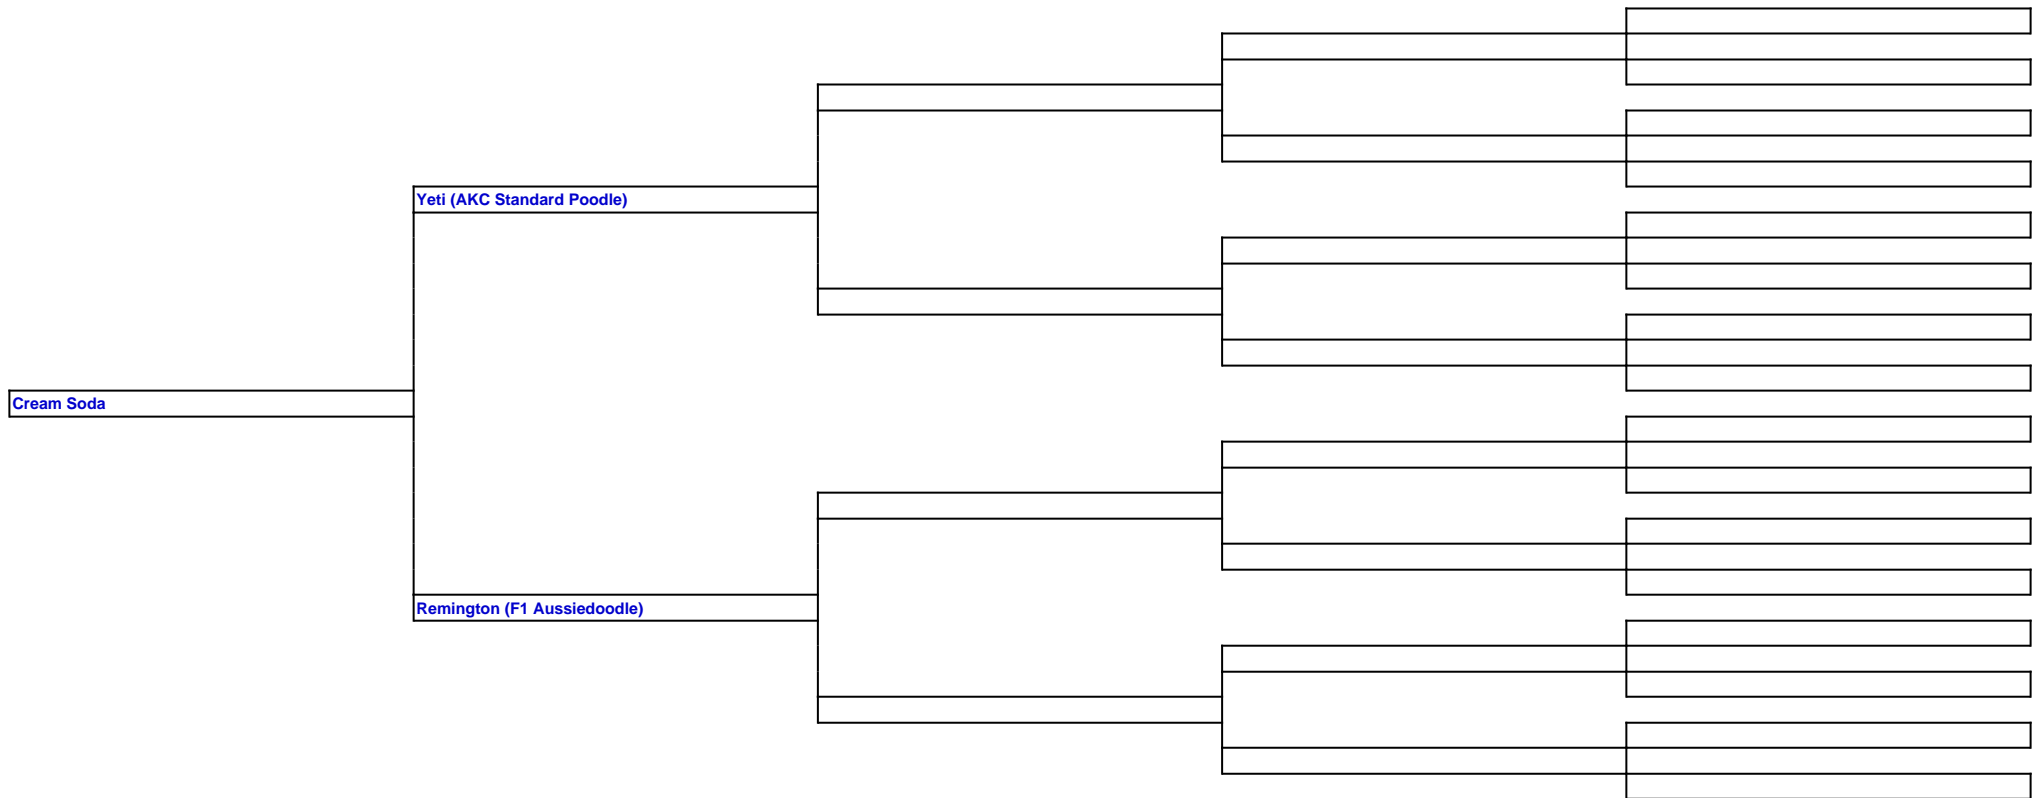 Yeti (AKC Standard Poodle)
Cream Soda
Remington (F1 Aussiedoodle)